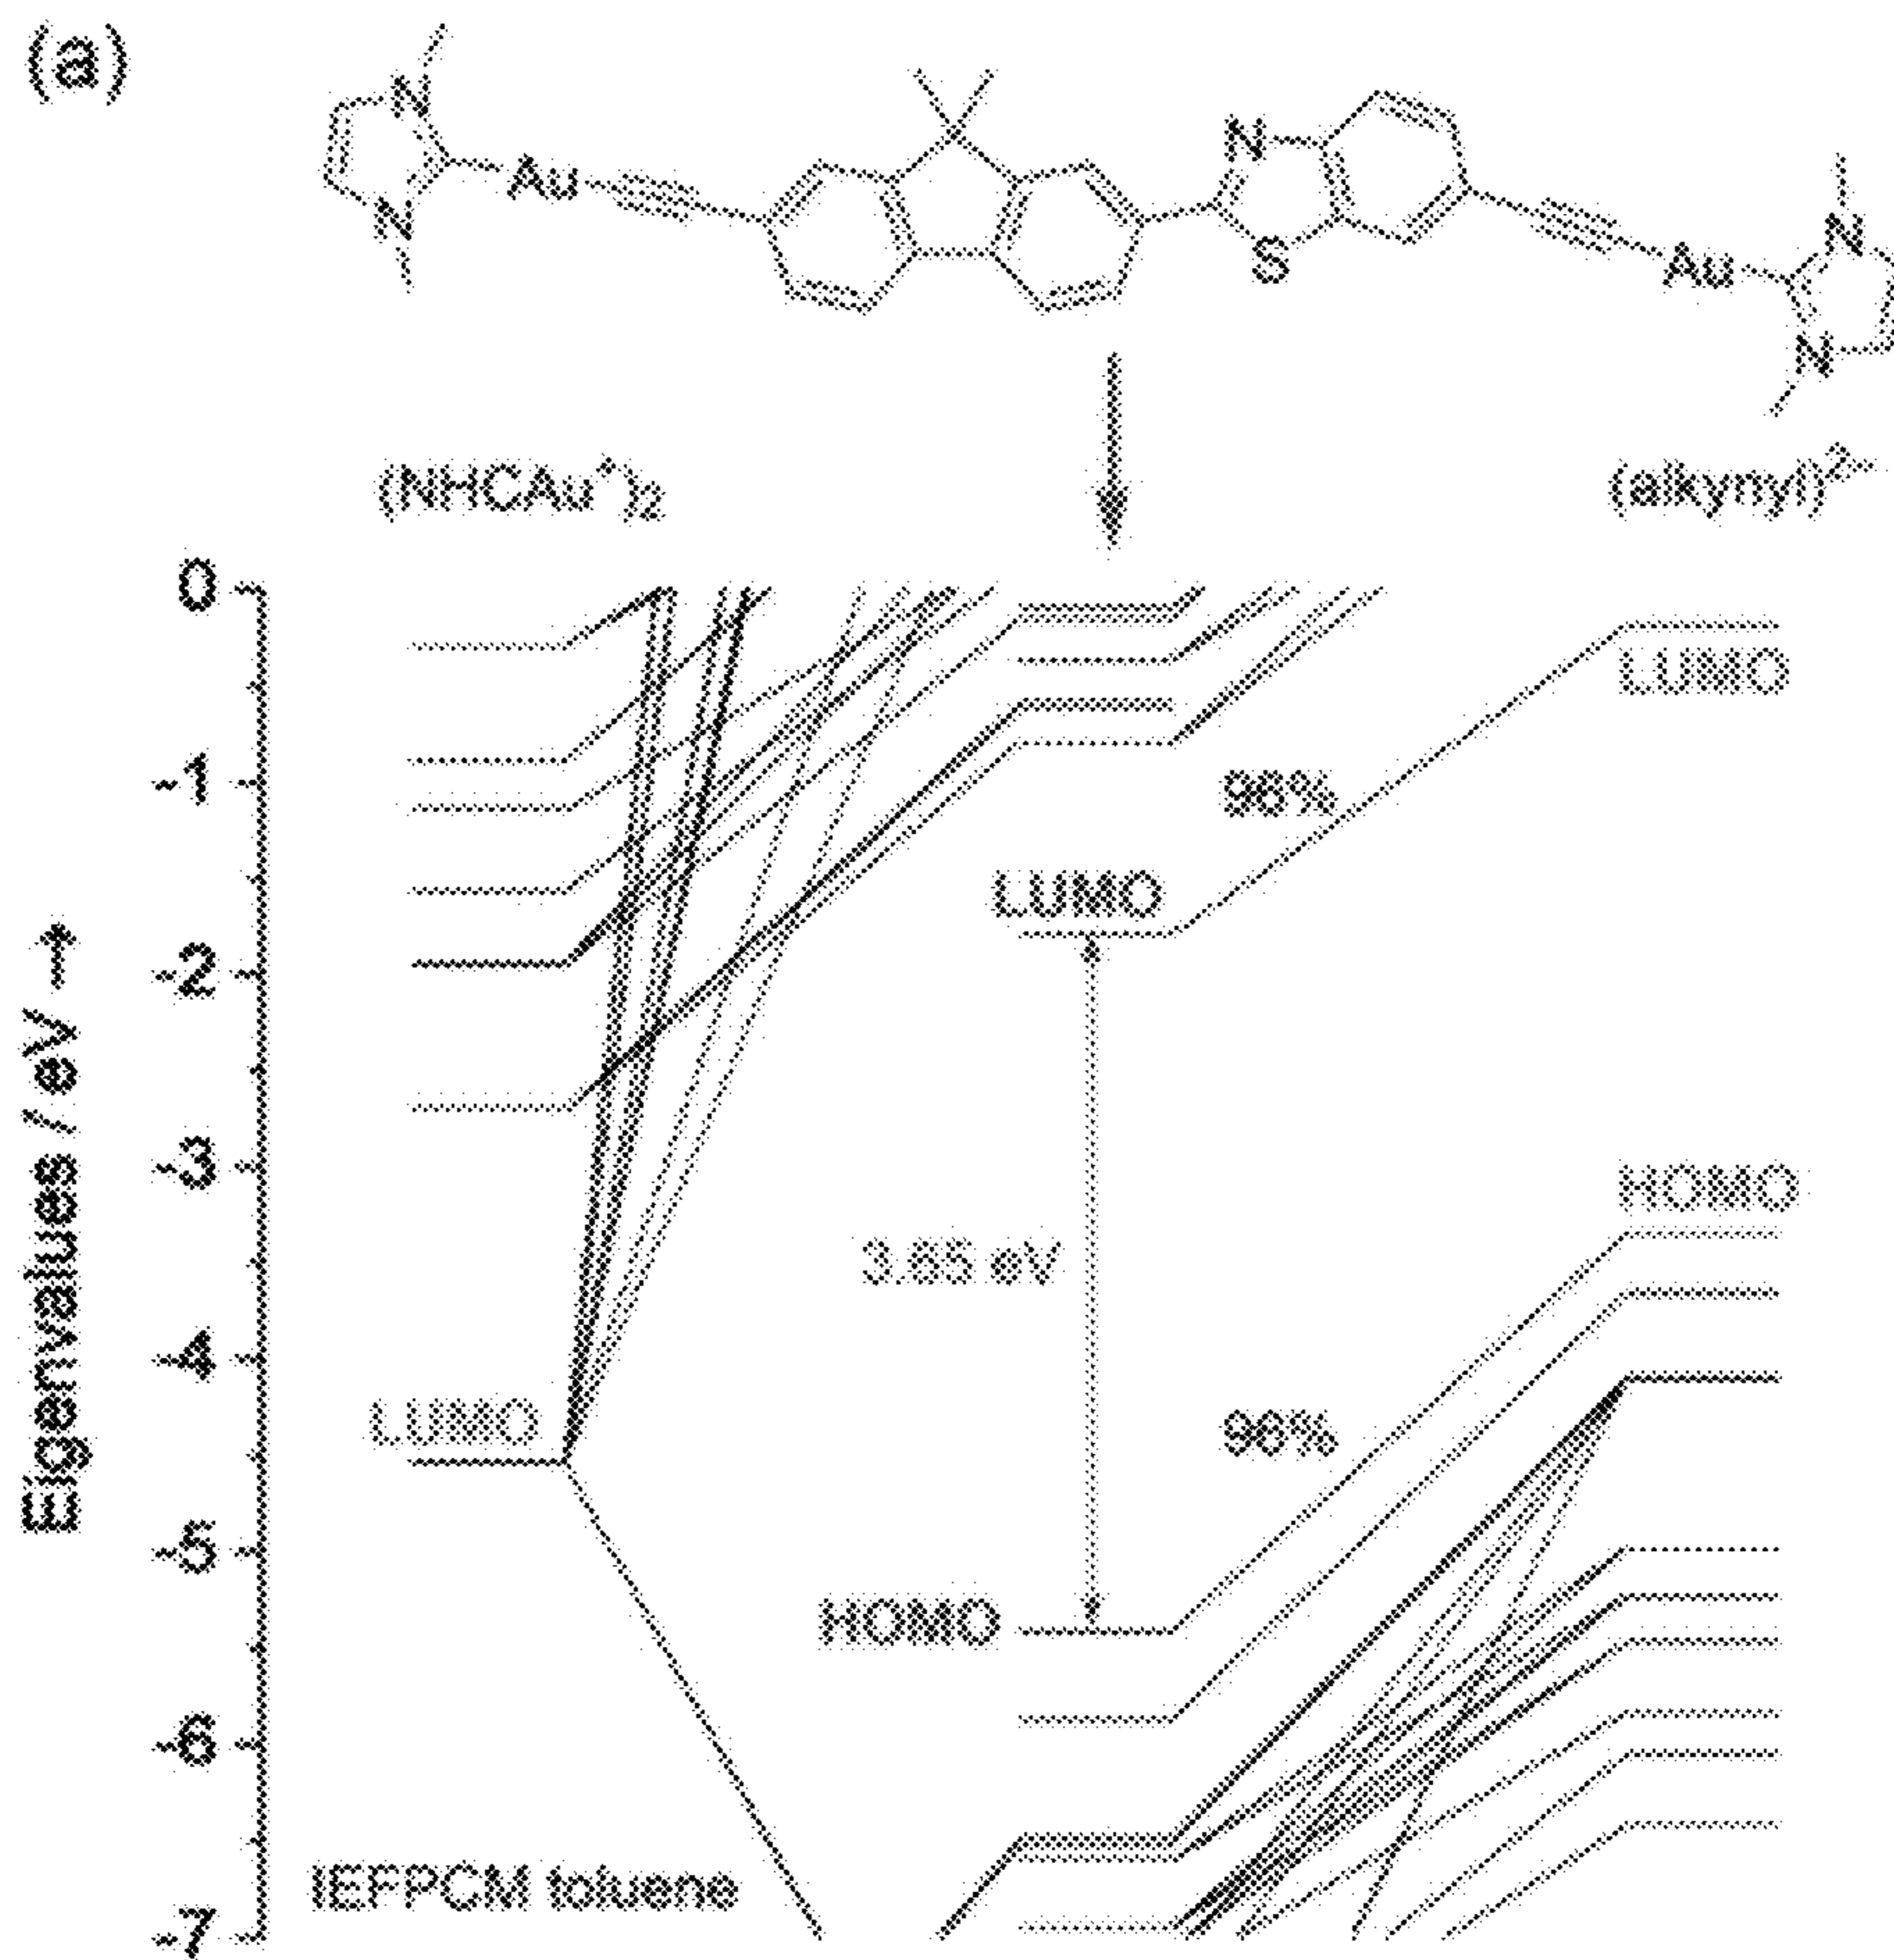 (a)
N
Au
N
N
S
Au
N
N
(NHCAu⁺)₂
(alkynyl)²⁻
Eigenvalues / eV →
0
-1
-2
-3
-4
-5
-6
-7
LUMO
96%
LUMO
HOMO
3.65 eV
LUMO
96%
HOMO
IEFPCM toluene